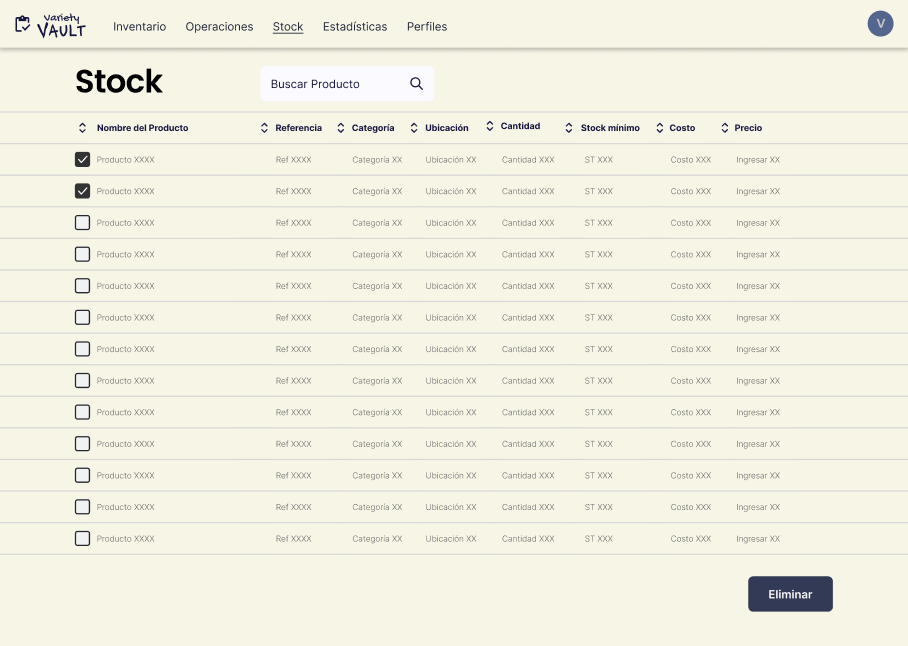 Variety
VAULT
Inventario Operaciones Stock Estadísticas Perfiles
V
Stock
Buscar Producto
Nombre del Producto Referencia Categoría Ubicación Cantidad Stock mínimo Costo Precio
Producto XXXX Ref XXXX Categoría XX Ubicación XX Cantidad XXX ST XXX Costo XXX Ingresar XX
Producto XXXX Ref XXXX Categoría XX Ubicación XX Cantidad XXX ST XXX Costo XXX Ingresar XX
Producto XXXX Ref XXXX Categoría XX Ubicación XX Cantidad XXX ST XXX Costo XXX Ingresar XX
Producto XXXX Ref XXXX Categoría XX Ubicación XX Cantidad XXX ST XXX Costo XXX Ingresar XX
Producto XXXX Ref XXXX Categoría XX Ubicación XX Cantidad XXX ST XXX Costo XXX Ingresar XX
Producto XXXX Ref XXXX Categoría XX Ubicación XX Cantidad XXX ST XXX Costo XXX Ingresar XX
Producto XXXX Ref XXXX Categoría XX Ubicación XX Cantidad XXX ST XXX Costo XXX Ingresar XX
Producto XXXX Ref XXXX Categoría XX Ubicación XX Cantidad XXX ST XXX Costo XXX Ingresar XX
Producto XXXX Ref XXXX Categoría XX Ubicación XX Cantidad XXX ST XXX Costo XXX Ingresar XX
Producto XXXX Ref XXXX Categoría XX Ubicación XX Cantidad XXX ST XXX Costo XXX Ingresar XX
Producto XXXX Ref XXXX Categoría XX Ubicación XX Cantidad XXX ST XXX Costo XXX Ingresar XX
Producto XXXX Ref XXXX Categoría XX Ubicación XX Cantidad XXX ST XXX Costo XXX Ingresar XX
Producto XXXX Ref XXXX Categoría XX Ubicación XX Cantidad XXX ST XXX Costo XXX Ingresar XX
Eliminar